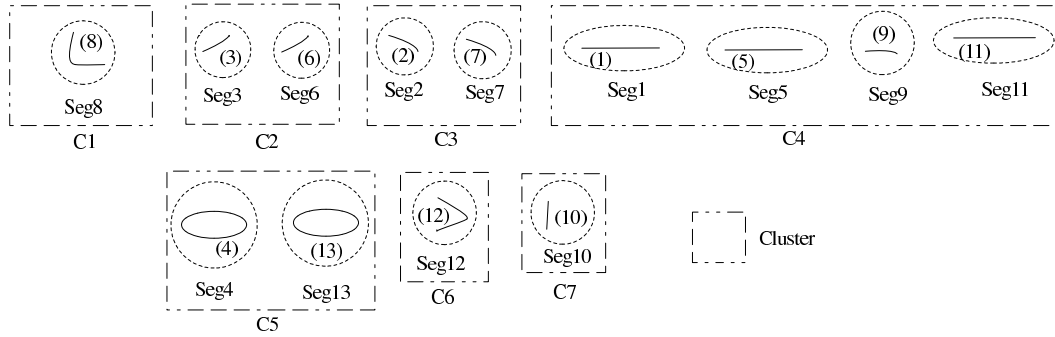 (8)
Seg8
C1
(3) (6)
Seg3 Seg6
C2
(2) (7)
Seg2 Seg7
C3
(1) (5) (9) (11)
Seg1 Seg5 Seg9 Seg11
C4
(4) (13)
Seg4 Seg13
C5
(12)
Seg12
C6
(10)
Seg10
C7
Cluster